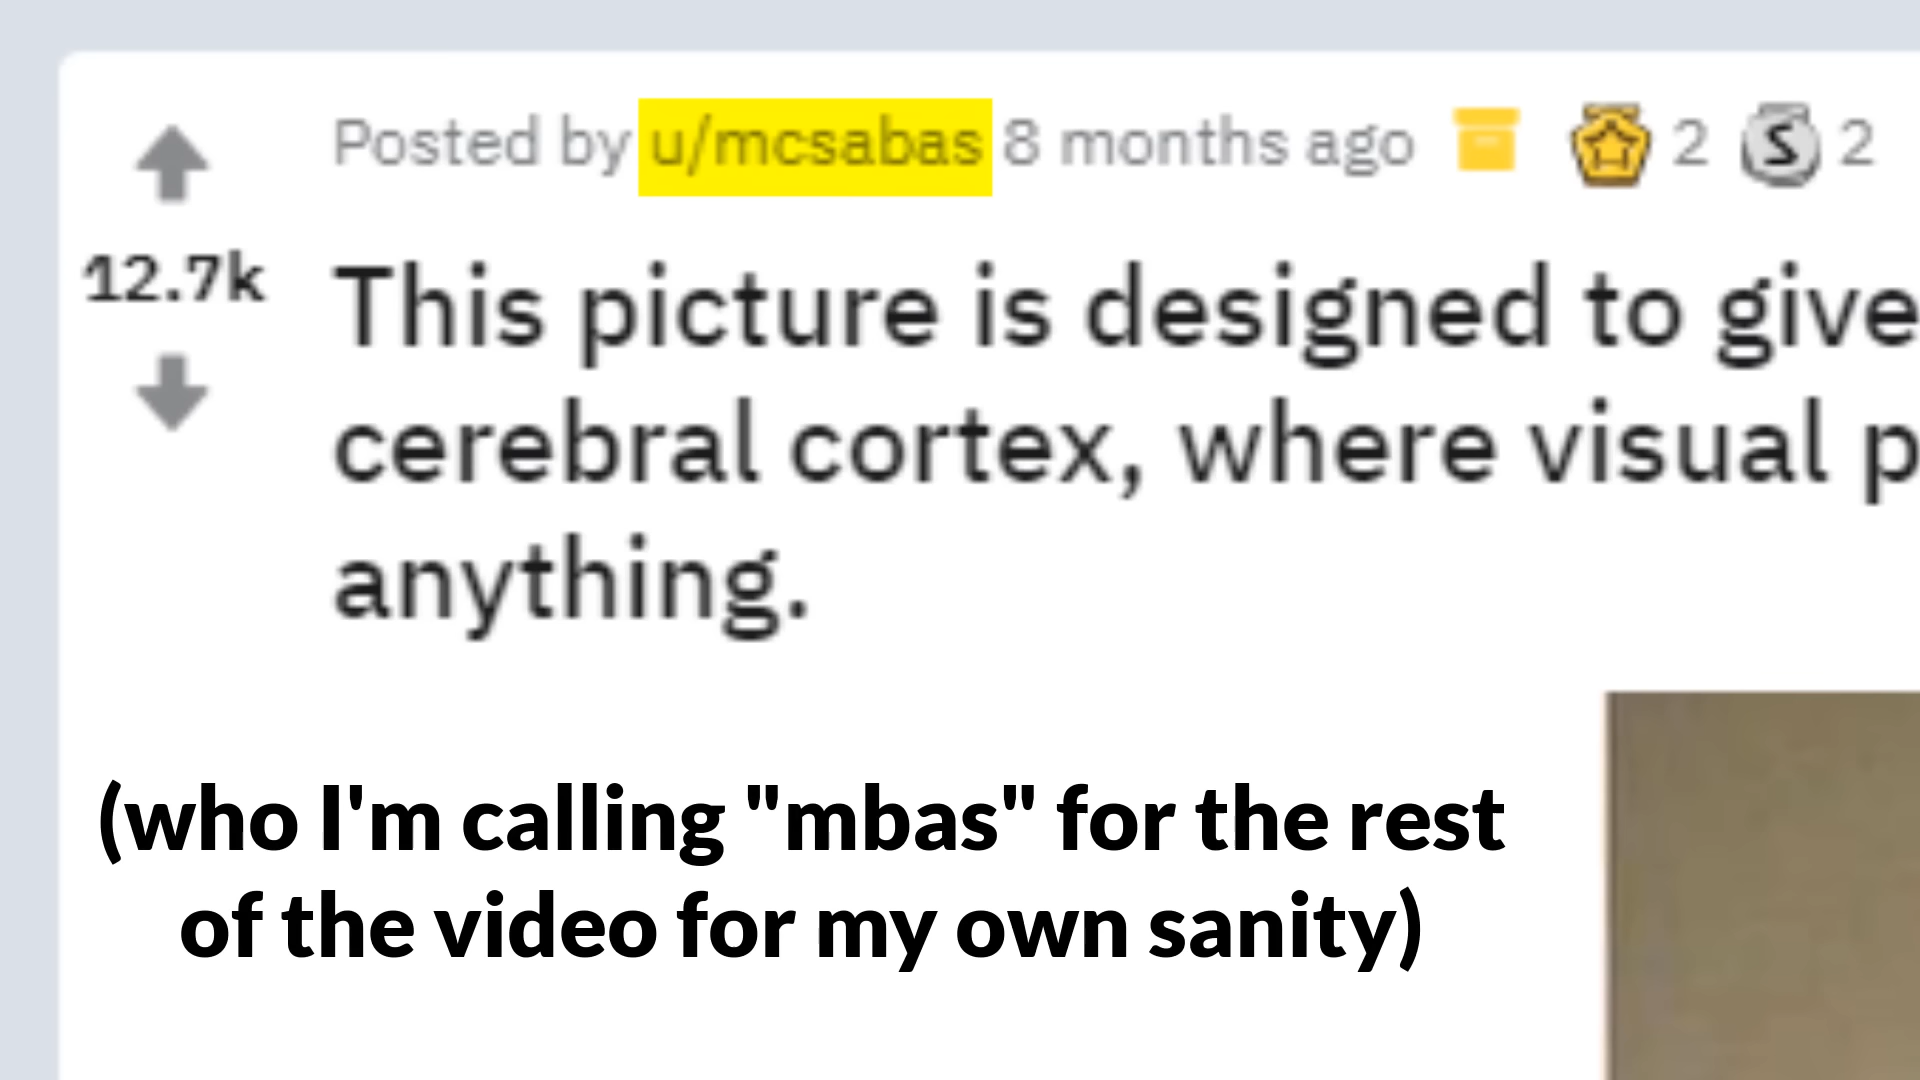 Posted by u/mcsabas 8 months ago 2 S 2
12.7k
This picture is designed to give
cerebral cortex, where visual p
anything.
(who I'm calling "mbas" for the rest
of the video for my own sanity)